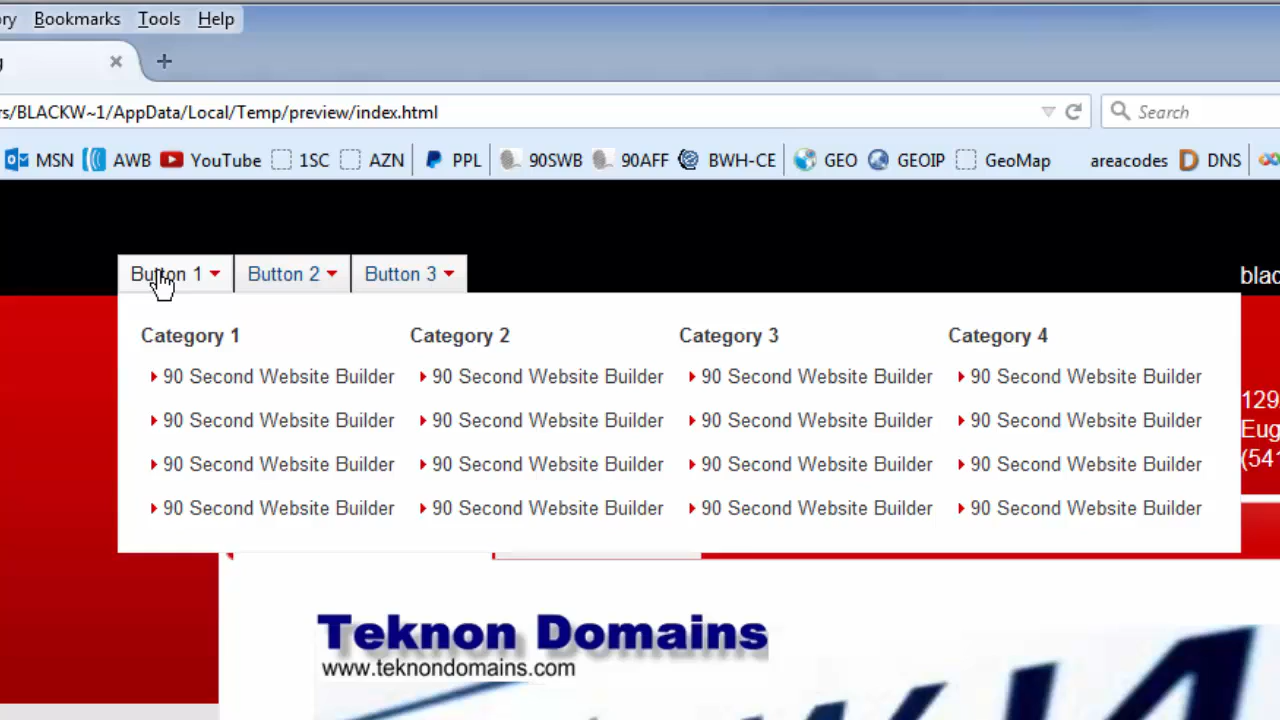 ry Bookmarks Tools Help
g
rs/BLACKW~1/AppData/Local/Temp/preview/index.html Search
MSN AWB YouTube 1SC AZN PPL 90SWB 90AFF BWH-CE GEO GEOIP GeoMap areacodes DNS
Button 1 Button 2 Button 3 blac
Category 1 Category 2 Category 3 Category 4
90 Second Website Builder 90 Second Website Builder 90 Second Website Builder 90 Second Website Builder
129
90 Second Website Builder 90 Second Website Builder 90 Second Website Builder 90 Second Website Builder
Eug
90 Second Website Builder 90 Second Website Builder 90 Second Website Builder 90 Second Website Builder
(541
90 Second Website Builder 90 Second Website Builder 90 Second Website Builder 90 Second Website Builder
Teknon Domains
www.teknondomains.com